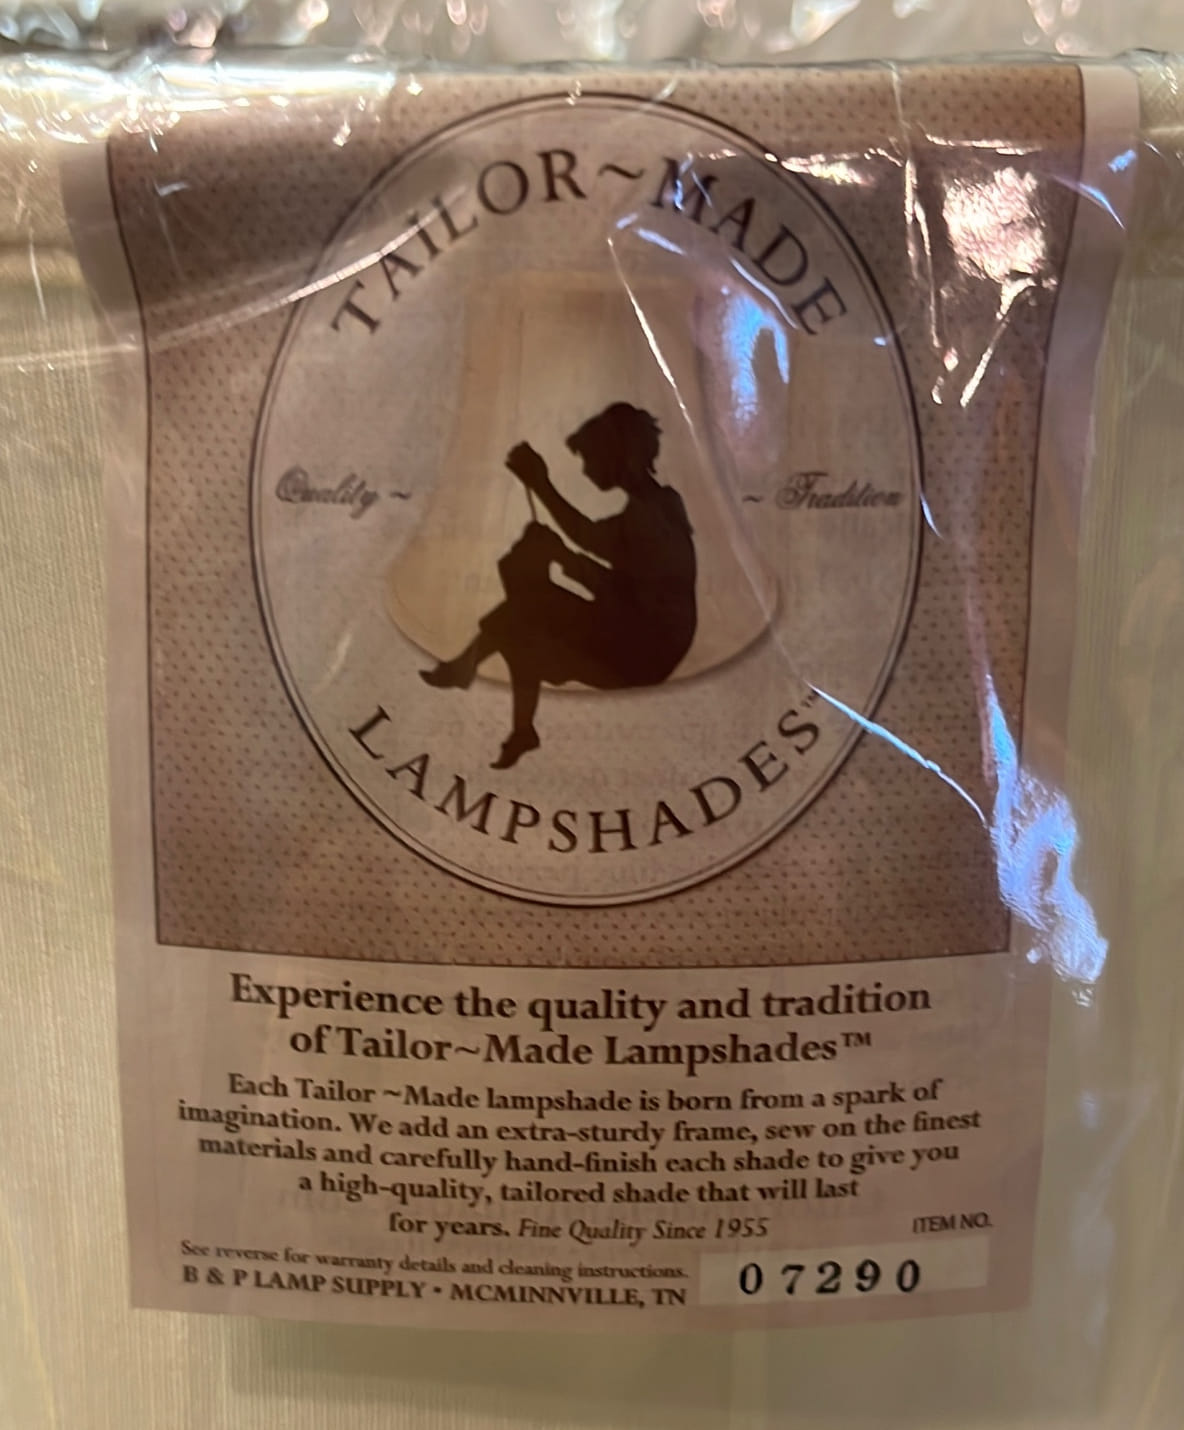 TAILOR~MADE
Quality ~
~ Tradition
LAMPSHADES™
Experience the quality and tradition
of Tailor~Made Lampshades™
Each Tailor ~Made lampshade is born from a spark of
imagination. We add an extra-sturdy frame, sew on the finest
materials and carefully hand-finish each shade to give you
a high-quality, tailored shade that will last
for years. Fine Quality Since 1955
ITEM NO.
See reverse for warranty details and cleaning instructions.
B & P LAMP SUPPLY • MCMINNVILLE, TN
07290